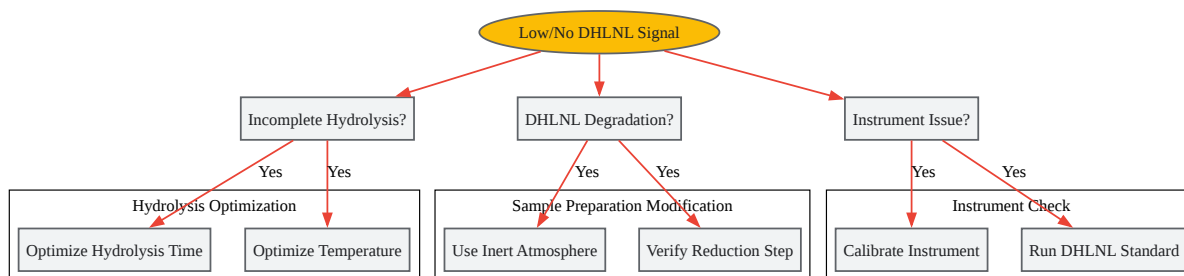 Low/No DHLNL Signal
Incomplete Hydrolysis?
DHLNL Degradation?
Instrument Issue?
Yes
Yes
Yes
Yes
Yes
Yes
Hydrolysis Optimization
Sample Preparation Modification
Instrument Check
Optimize Hydrolysis Time
Optimize Temperature
Use Inert Atmosphere
Verify Reduction Step
Calibrate Instrument
Run DHLNL Standard